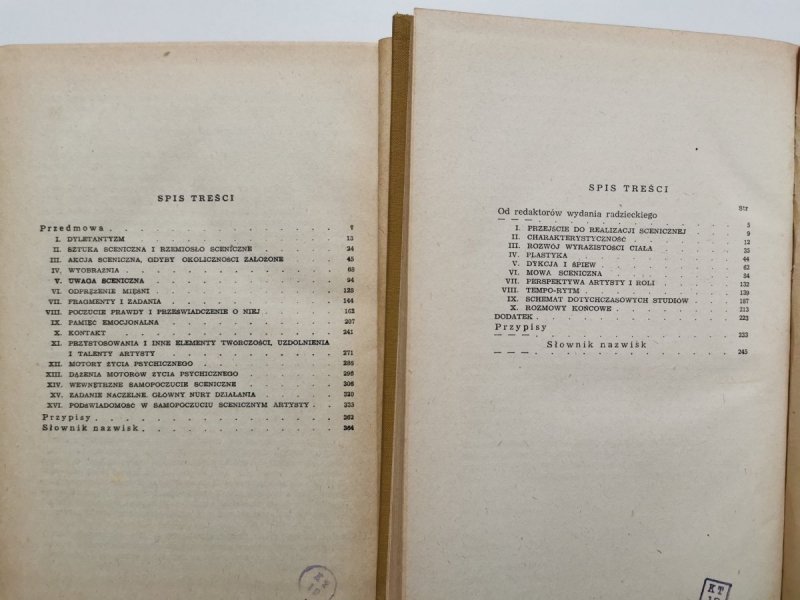 SPIS TREŚCI
Przedmowa 7
I. DYLETANTYZM 13
II. SZTUKA SCENICZNA I RZEMIOSŁO SCENICZNE 24
III. AKCJA SCENICZNA, GDYBY OKOLICZNOŚCI ZAŁOŻONE 45
IV. WYOBRAŹNIA 68
V. UWAGA SCENICZNA 94
VI. ODPRĘŻENIE MIĘŚNI 128
VII. FRAGMENTY I ZADANIA 144
VIII. POCZUCIE PRAWDY I PRZEŚWIADCZENIE O NIEJ 162
IX. PAMIĘĆ EMOCJONALNA 207
X. KONTAKT 241
XI. PRZYSTOSOWANIA I INNE ELEMENTY TWÓRCZOŚCI, UZDOLNIENIA
I TALENTY ARTYSTY 271
XII. MOTORY ŻYCIA PSYCHICZNEGO 286
XIII. DĄŻENIA MOTORÓW ŻYCIA PSYCHICZNEGO 296
XIV. WEWNĘTRZNE SAMOPOCZUCIE SCENICZNE 306
XV. ZADANIE NACZELNE. GŁÓWNY NURT DZIAŁANIA 320
XVI. PODŚWIADOMOŚĆ W SAMOPOCZUCIU SCENICZNYM ARTYSTY 333
Przypisy 362
Słownik nazwisk 364
SPIS TREŚCI
Str
Od redaktorów wydania radzieckiego 5
I. PRZEJŚCIE DO REALIZACJI SCENICZNEJ 9
II. CHARAKTERYSTYCZNOŚĆ 12
III. ROZWÓJ WYRAZISTOŚCI CIAŁA 35
IV. PLASTYKA 44
V. DYKCJA I ŚPIEW 62
VI. MOWA SCENICZNA 84
VII. PERSPEKTYWA ARTYSTY I ROLI 132
VIII. TEMPO-RYTM 139
IX. SCHEMAT DOTYCHCZASOWYCH STUDIÓW 187
X. ROZMOWY KOŃCOWE 213
DODATEK 223
Przypisy 233
Słownik nazwisk 245
KT